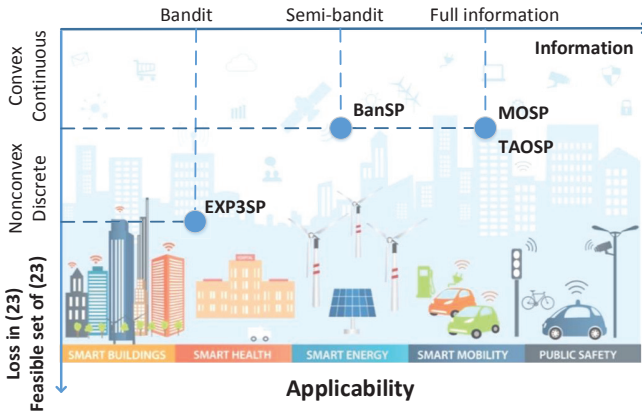 Bandit Semi-bandit Full information
Information
Convex
Continuous
BanSP
MOSP
TAOSP
Nonconvex
Discrete
EXP3SP
Loss in (23)
Feasible set of (23)
SMART BUILDINGS SMART HEALTH SMART ENERGY SMART MOBILITY PUBLIC SAFETY
Applicability